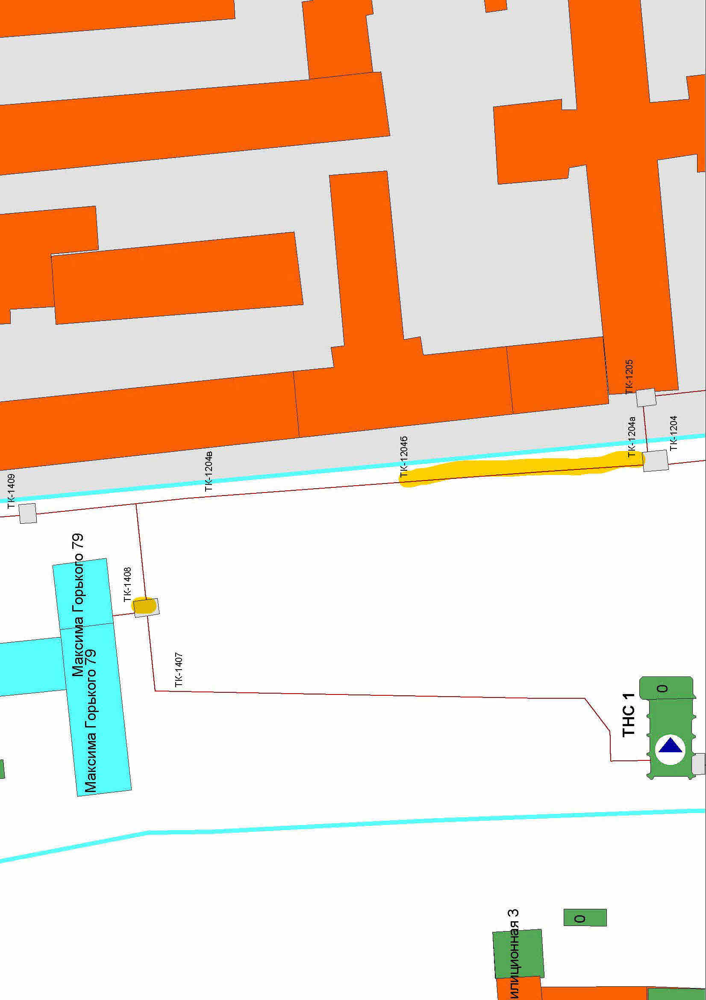 ТК-1205
ТК-1204а
ТК-1204
ТК-1204б
ТК-1204в
ТК-1409
Максима Горького 79
ТК-1408
Максима Горького 79
ТК-1407
ТНС 1
0
0
илиционная 3